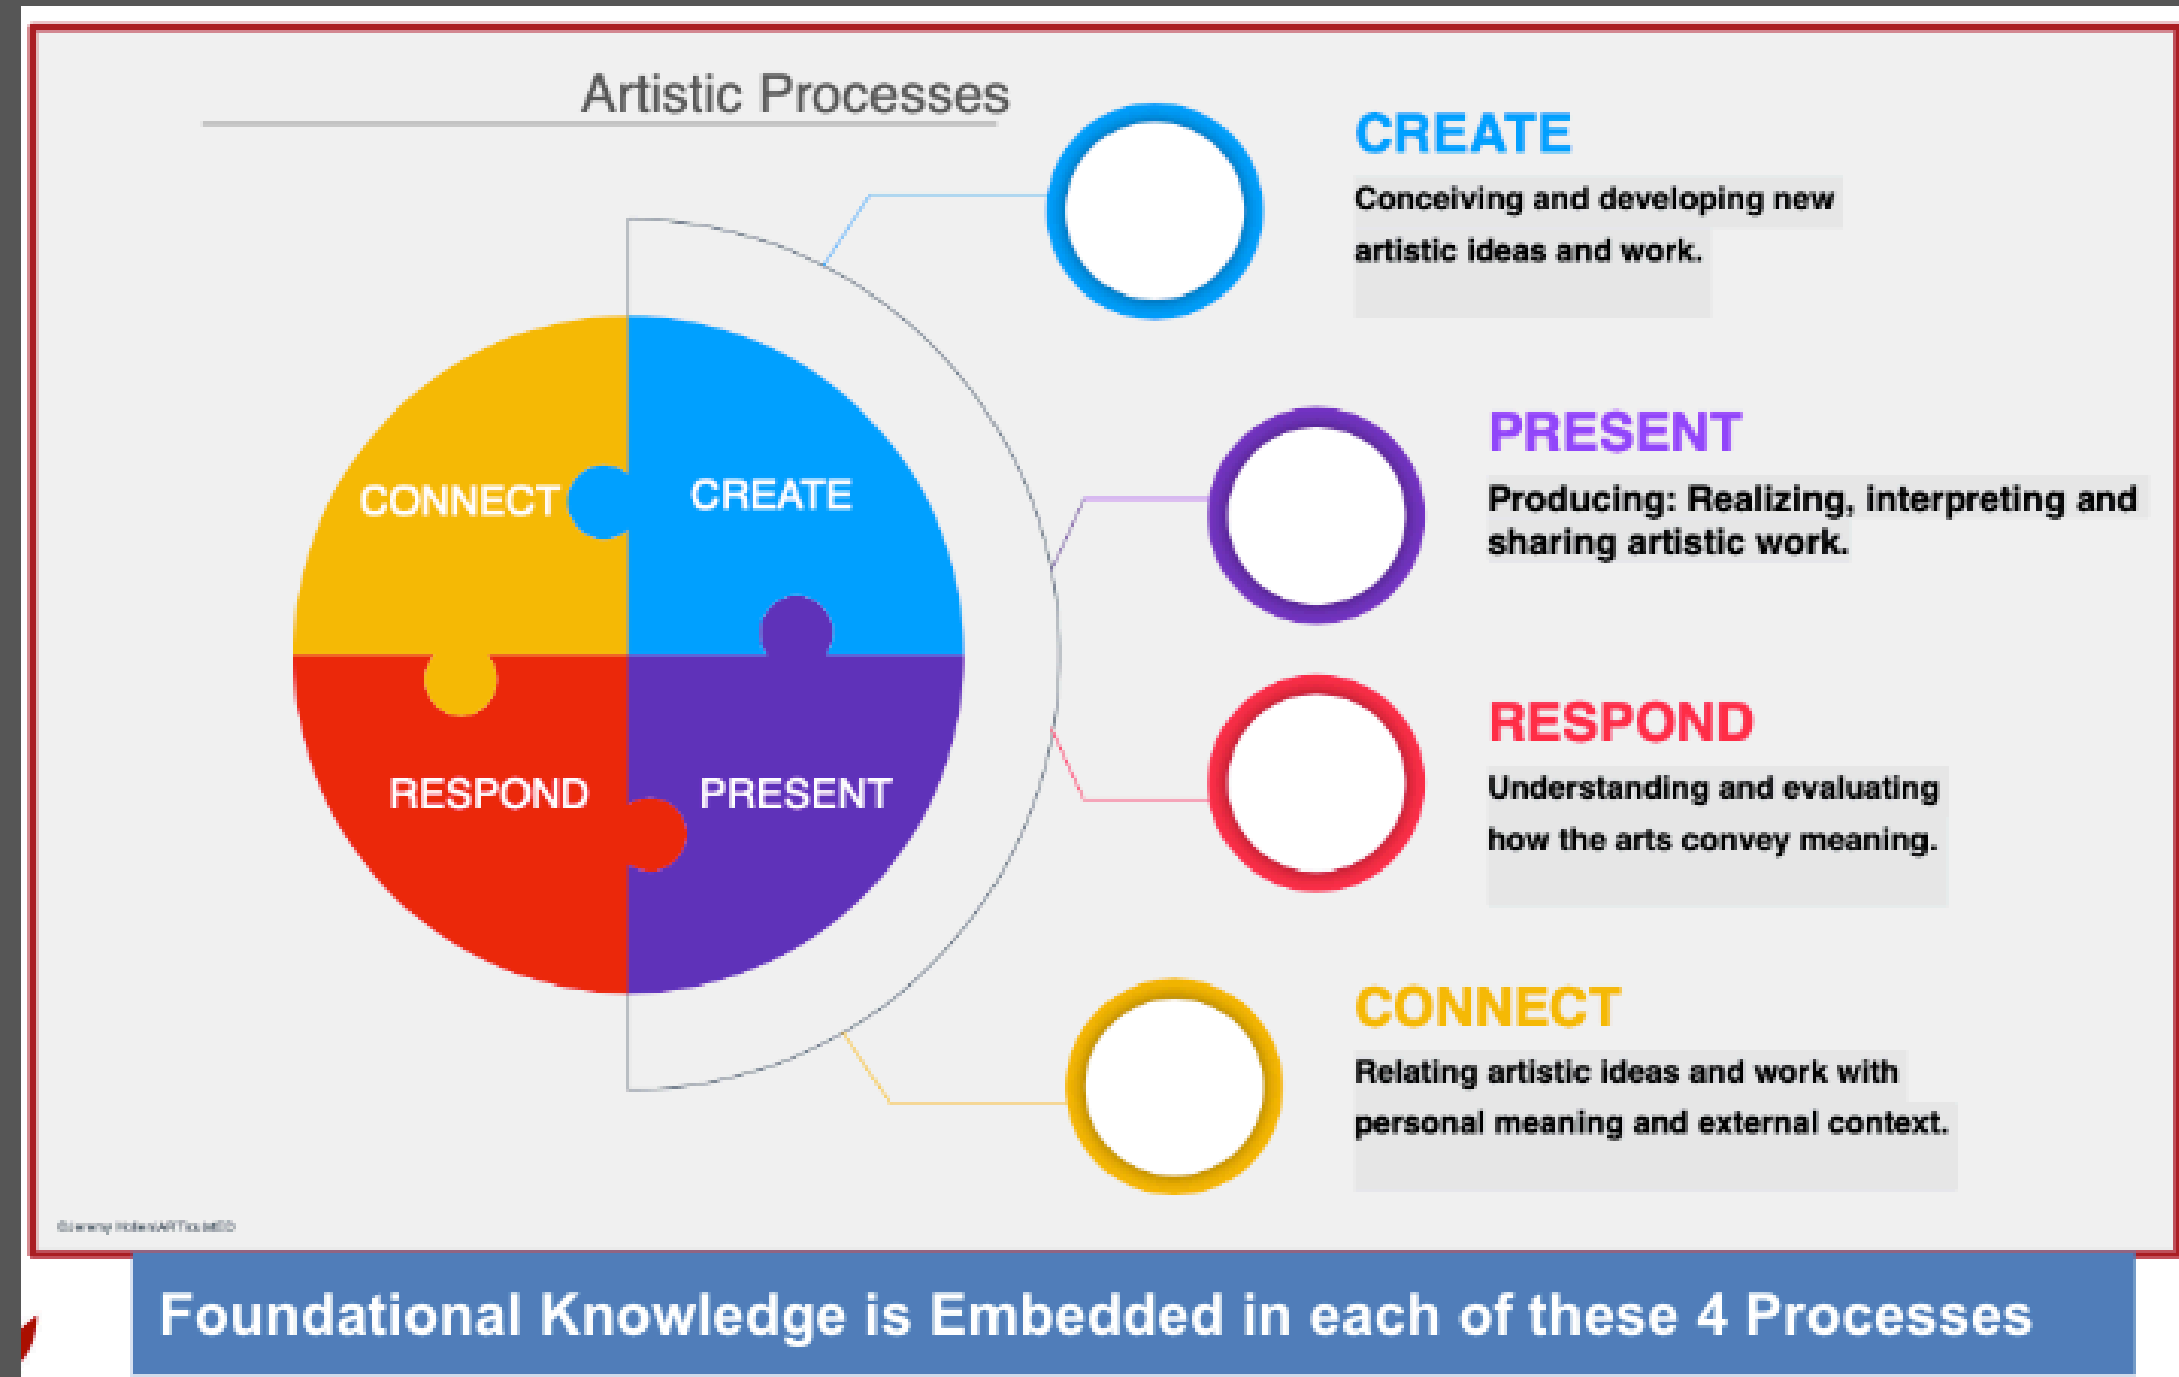 Artistic Processes
CREATE
Conceiving and developing new
artistic ideas and work.
PRESENT
Producing: Realizing, interpreting and
sharing artistic work.
RESPOND
Understanding and evaluating
how the arts convey meaning.
CONNECT
Relating artistic ideas and work with
personal meaning and external context.
CONNECT
CREATE
RESPOND
PRESENT
Foundational Knowledge is Embedded in each of these 4 Processes